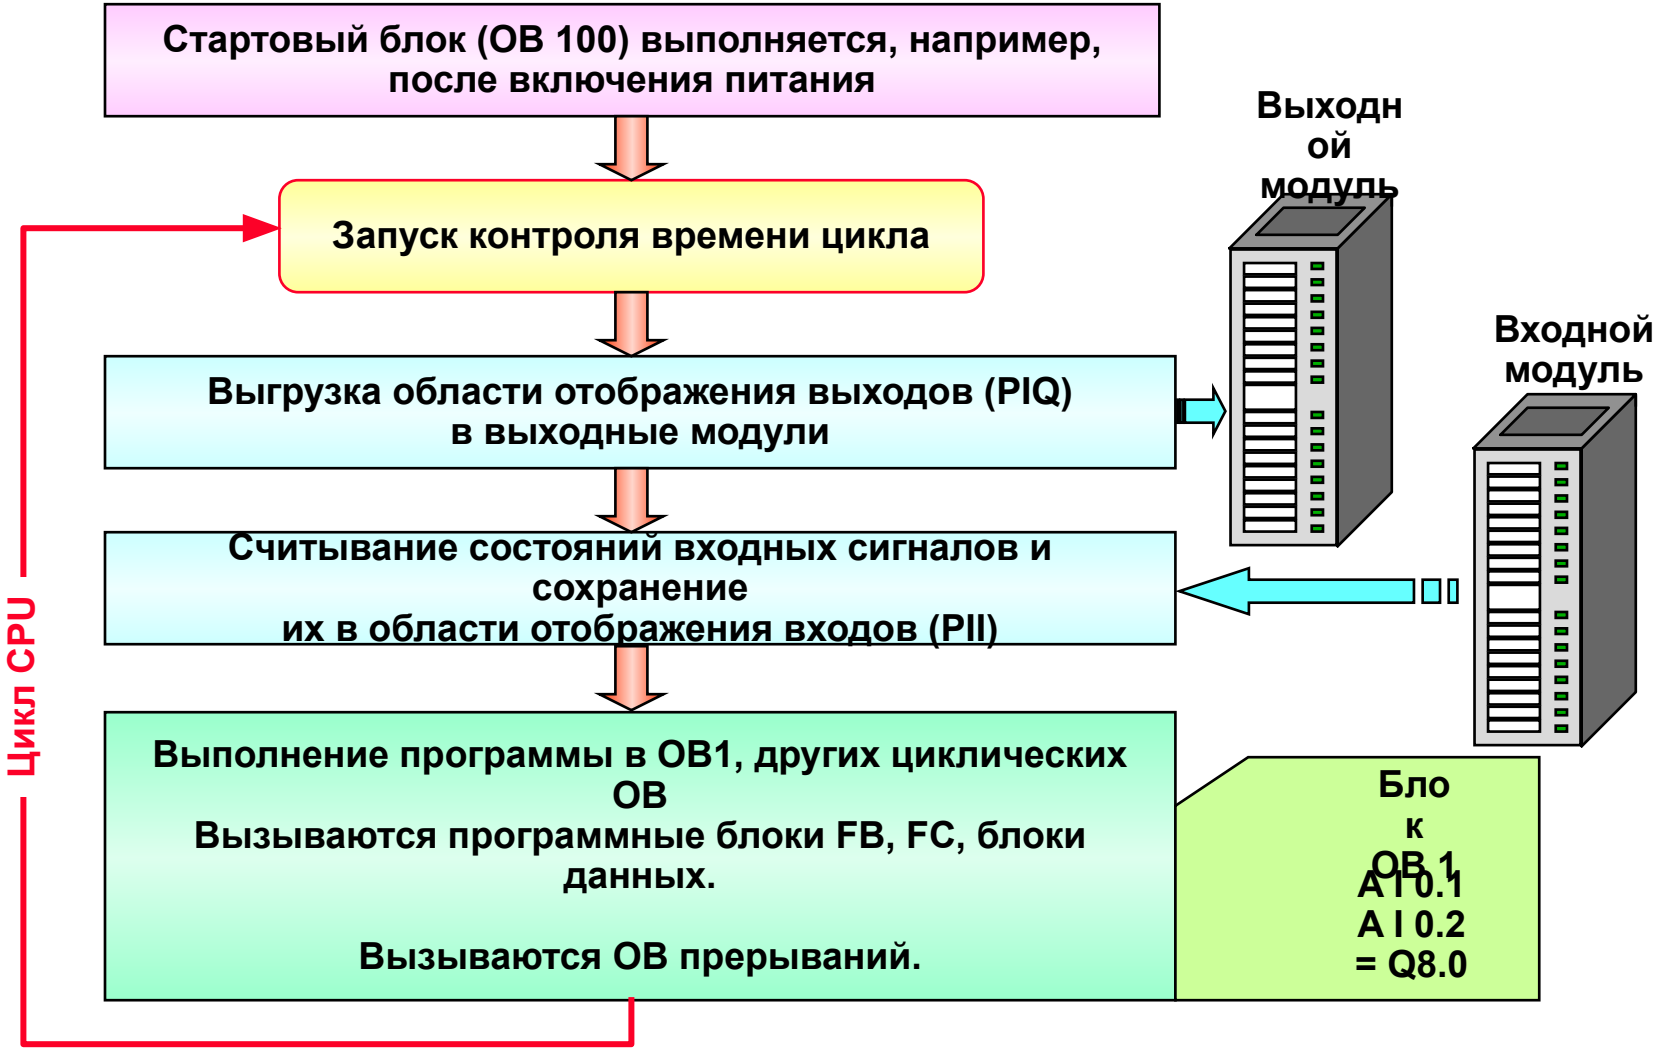 Стартовый блок (OB 100) выполняется, например,
после включения питания
Выходн
ой
модуль
Запуск контроля времени цикла
Входной
модуль
Выгрузка области отображения выходов (PIQ)
в выходные модули
Считывание состояний входных сигналов и
сохранение
их в области отображения входов (PII)
Цикл CPU
Выполнение программы в OB1, других циклических
OB
Вызываются программные блоки FB, FC, блоки
данных.
Вызываются OB прерываний.
Бло
к
OB 1
A I 0.1
A I 0.2
= Q8.0